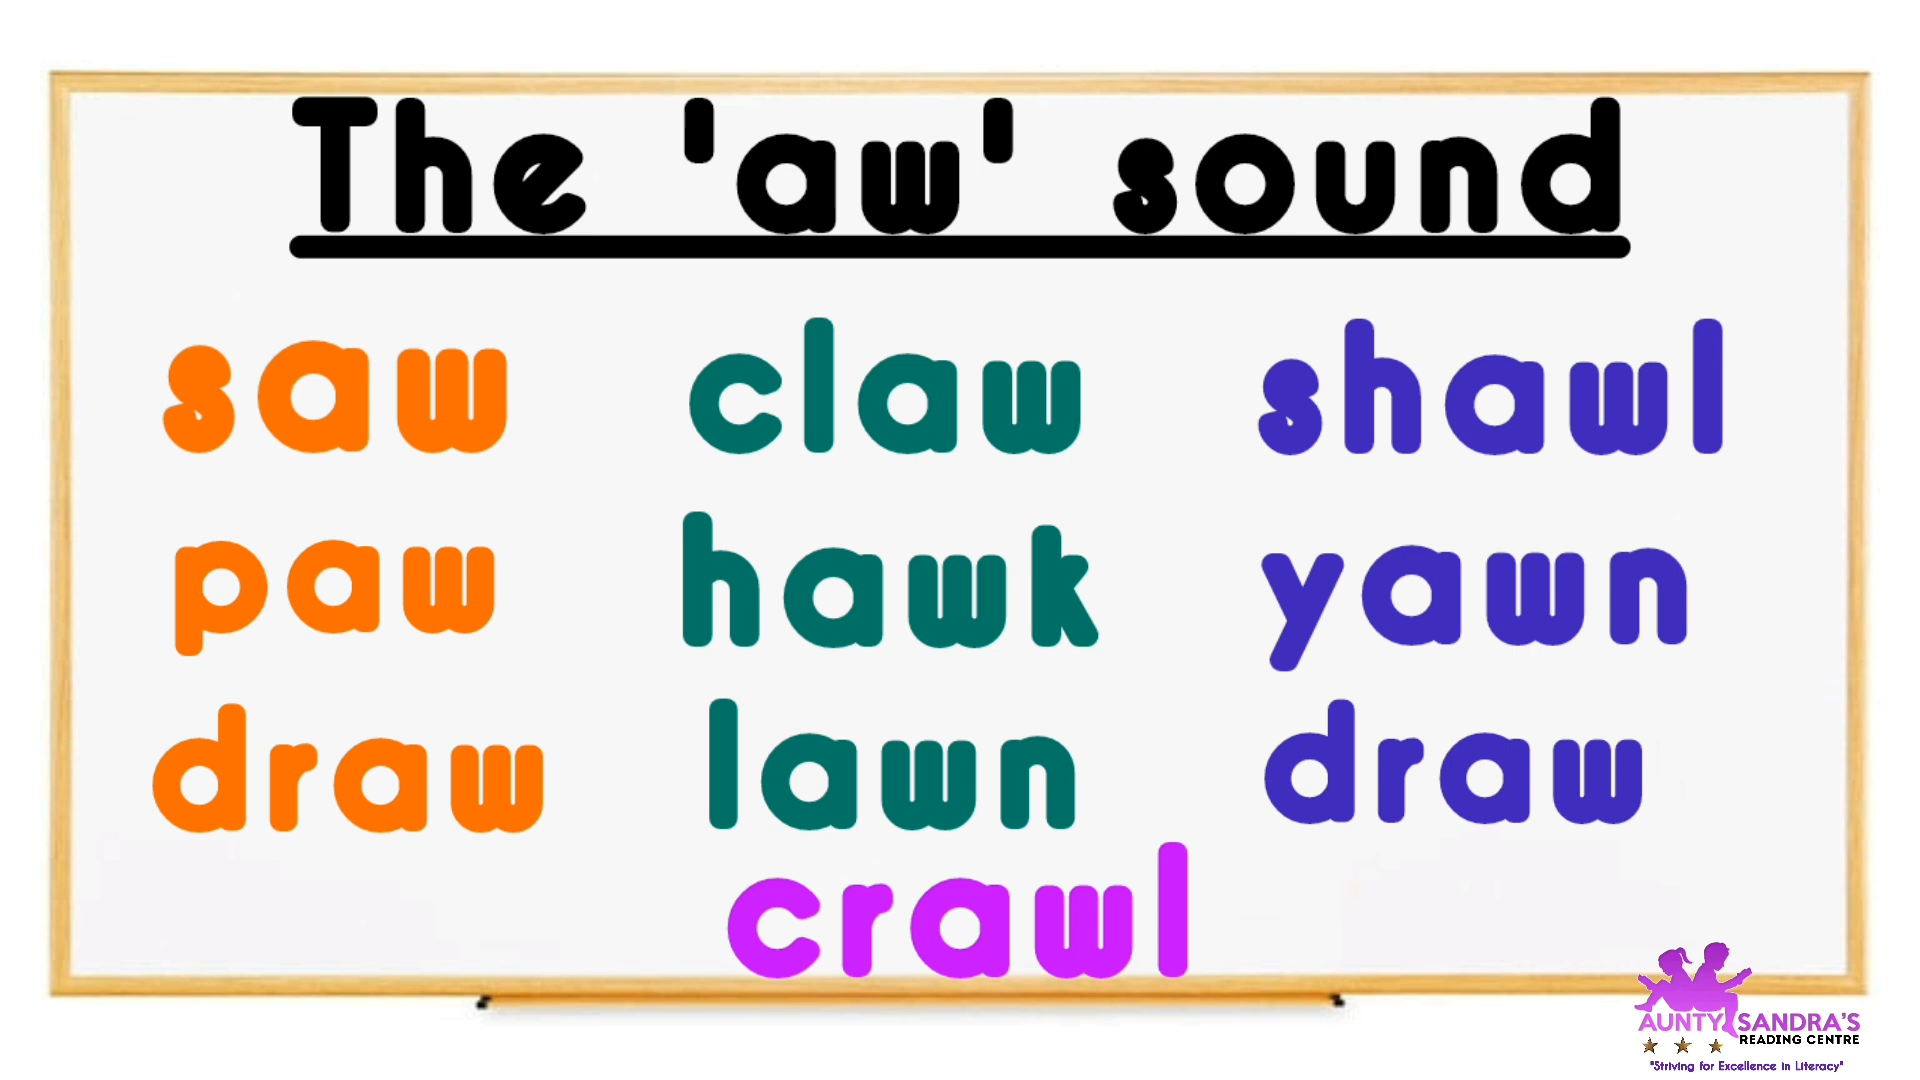 The 'aw' sound
saw claw shawl
paw hawk yawn
draw lawn draw
crawl
AUNTY SANDRA'S
READING CENTRE
"Striving for Excellence in Literacy"